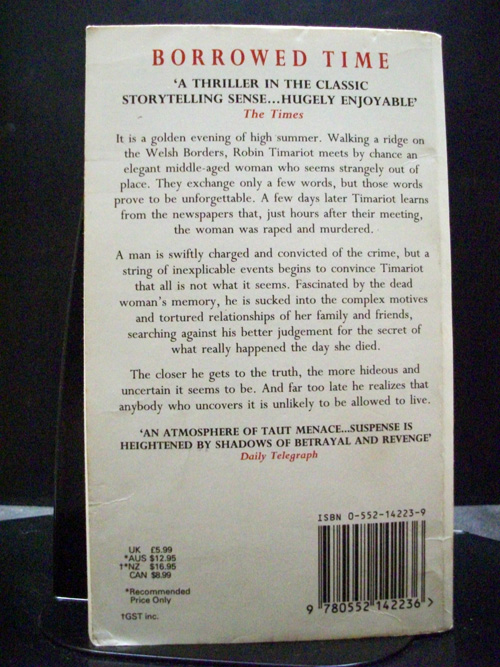 BORROWED TIME
‘A THRILLER IN THE CLASSIC
STORYTELLING SENSE...HUGELY ENJOYABLE’
The Times
It is a golden evening of high summer. Walking a ridge on
the Welsh Borders, Robin Timariot meets by chance an
elegant middle-aged woman who seems strangely out of
place. They exchange only a few words, but those words
prove to be unforgettable. A few days later Timariot learns
from the newspapers that, just hours after their meeting,
the woman was raped and murdered.
A man is swiftly charged and convicted of the crime, but a
string of inexplicable events begins to convince Timariot
that all is not what it seems. Fascinated by the dead
woman's memory, he is sucked into the complex motives
and tortured relationships of her family and friends,
searching against his better judgement for the secret of
what really happened the day she died.
The closer he gets to the truth, the more hideous and
uncertain it seems to be. And far too late he realizes that
anybody who uncovers it is unlikely to be allowed to live.
‘AN ATMOSPHERE OF TAUT MENACE...SUSPENSE IS
HEIGHTENED BY SHADOWS OF BETRAYAL AND REVENGE’
Daily Telegraph
ISBN 0-552-14223-9
UK £5.99
*AUS $12.95
†*NZ $16.95
CAN $8.99
*Recommended
Price Only
†GST inc.
9 780552 142236 >